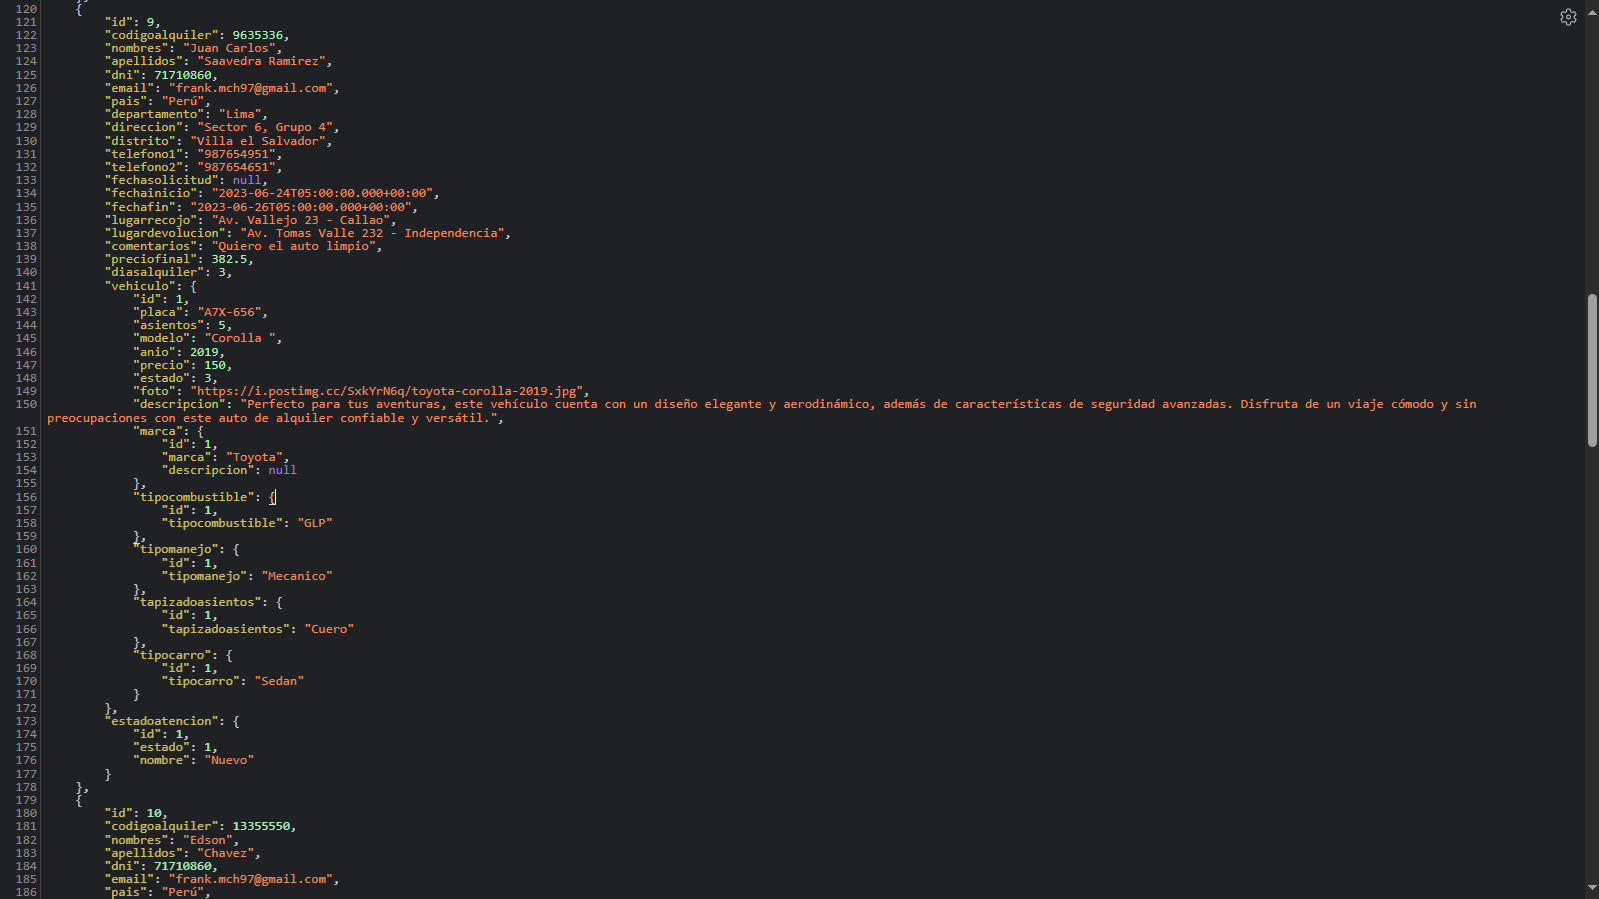 120 {
121 "id": 9,
122 "codigoalquiler": 9635336,
123 "nombres": "Juan Carlos",
124 "apellidos": "Saavedra Ramirez",
125 "dni": 71710860,
126 "email": "frank.mch97@gmail.com",
127 "pais": "Perú",
128 "departamento": "Lima",
129 "direccion": "Sector 6, Grupo 4",
130 "distrito": "Villa el Salvador",
131 "telefono1": "987654951",
132 "telefono2": "987654651",
133 "fechasolicitud": null,
134 "fechainicio": "2023-06-24T05:00:00.000+00:00",
135 "fechafin": "2023-06-26T05:00:00.000+00:00",
136 "lugarrecojo": "Av. Vallejo 23 - Callao",
137 "lugardevolucion": "Av. Tomas Valle 232 - Independencia",
138 "comentarios": "Quiero el auto limpio",
139 "preciofinal": 382.5,
140 "diasalquiler": 3,
141 "vehiculo": {
142 "id": 1,
143 "placa": "A7X-656",
144 "asientos": 5,
145 "modelo": "Corolla ",
146 "anio": 2019,
147 "precio": 150,
148 "estado": 3,
149 "foto": "https://i.postimg.cc/SxkYrN6q/toyota-corolla-2019.jpg",
150 "descripcion": "Perfecto para tus aventuras, este vehículo cuenta con un diseño elegante y aerodinámico, además de características de seguridad avanzadas. Disfruta de un viaje cómodo y sin
preocupaciones con este auto de alquiler confiable y versátil.",
151 "marca": {
152 "id": 1,
153 "marca": "Toyota",
154 "descripcion": null
155 },
156 "tipocombustible": {
157 "id": 1,
158 "tipocombustible": "GLP"
159 },
160 "tipomanejo": {
161 "id": 1,
162 "tipomanejo": "Mecanico"
163 },
164 "tapizadoasientos": {
165 "id": 1,
166 "tapizadoasientos": "Cuero"
167 },
168 "tipocarro": {
169 "id": 1,
170 "tipocarro": "Sedan"
171 }
172 },
173 "estadoatencion": {
174 "id": 1,
175 "estado": 1,
176 "nombre": "Nuevo"
177 }
178 },
179 {
180 "id": 10,
181 "codigoalquiler": 13355550,
182 "nombres": "Edson",
183 "apellidos": "Chavez",
184 "dni": 71710860,
185 "email": "frank.mch97@gmail.com",
186 "pais": "Perú",